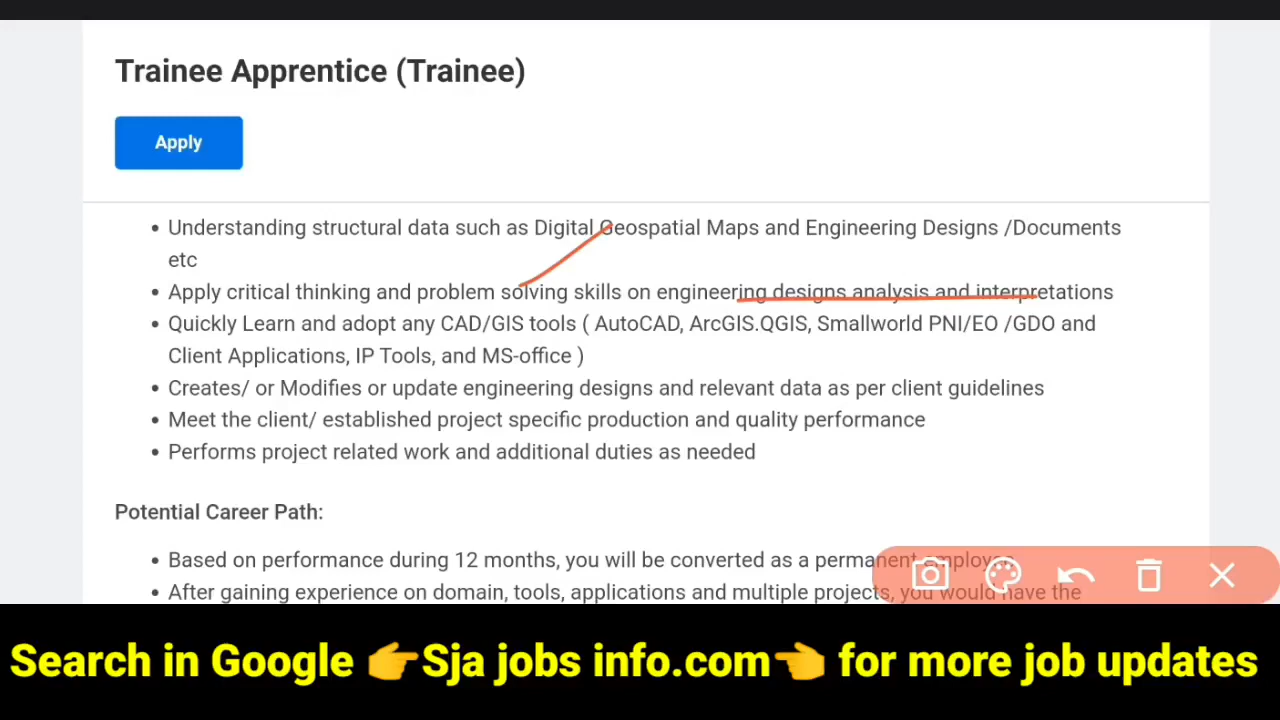 Trainee Apprentice (Trainee)
Apply
• Understanding structural data such as Digital Geospatial Maps and Engineering Designs /Documents
etc
• Apply critical thinking and problem solving skills on engineering designs analysis and interpretations
• Quickly Learn and adopt any CAD/GIS tools ( AutoCAD, ArcGIS.QGIS, Smallworld PNI/EO /GDO and
Client Applications, IP Tools, and MS-office )
• Creates/ or Modifies or update engineering designs and relevant data as per client guidelines
• Meet the client/ established project specific production and quality performance
• Performs project related work and additional duties as needed
Potential Career Path:
• Based on performance during 12 months, you will be converted as a permanent employee
• After gaining experience on domain, tools, applications and multiple projects, you would have the
Search in Google 👉Sja jobs info.com👈 for more job updates